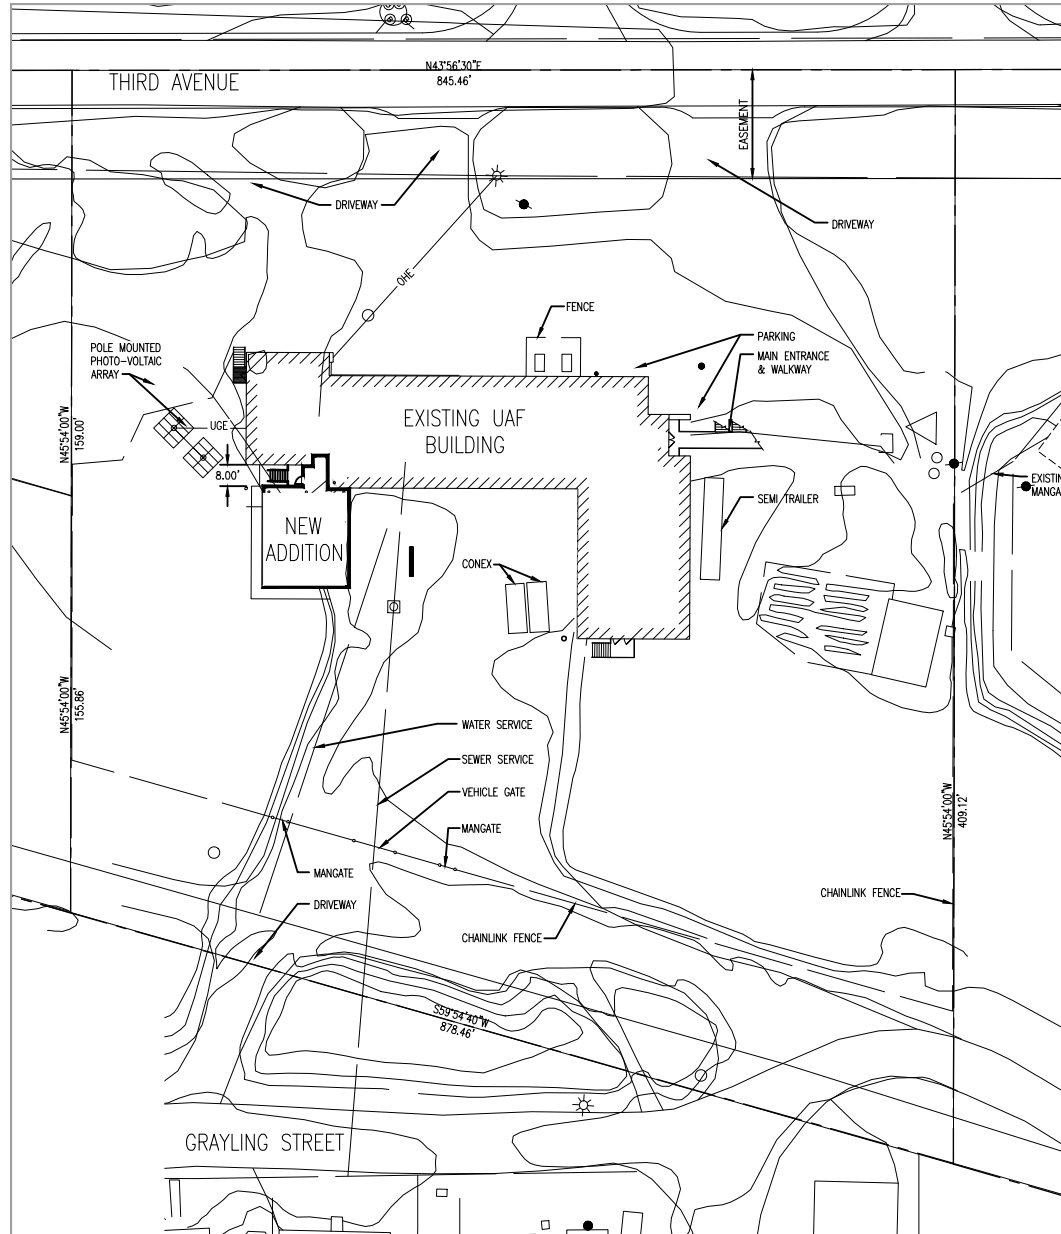 N43°56'30"E
845.46'
THIRD AVENUE
EASEMENT
DRIVEWAY
DRIVEWAY
OHE
FENCE
PARKING
MAIN ENTRANCE
& WALKWAY
POLE MOUNTED
PHOTO-VOLTAIC
ARRAY
UGE
EXISTING UAF
BUILDING
N45°54'00"W
159.00'
8.00'
EXISTIN
MANGA
SEMI TRAILER
NEW
ADDITION
CONEX
N45°54'00"W
155.86'
WATER SERVICE
SEWER SERVICE
VEHICLE GATE
MANGATE
N45°54'00"W
409.12'
MANGATE
CHAINLINK FENCE
DRIVEWAY
CHAINLINK FENCE
S59°54'40"W
878.46'
GRAYLING STREET